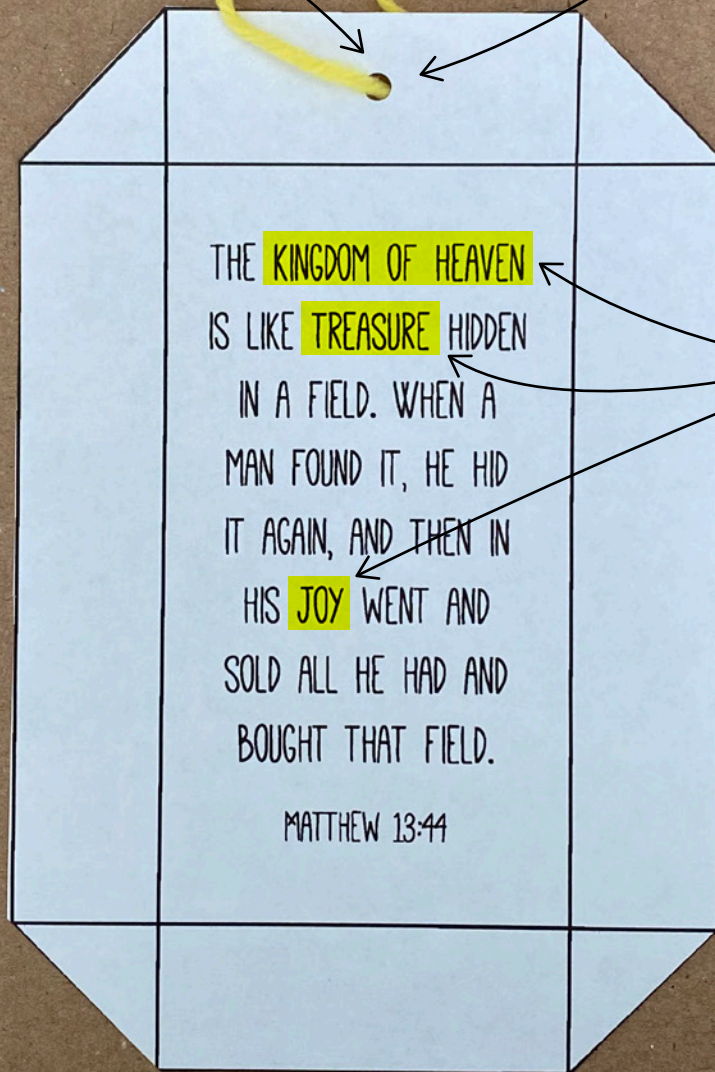 THE KINGDOM OF HEAVEN
IS LIKE TREASURE HIDDEN
IN A FIELD. WHEN A
MAN FOUND IT, HE HID
IT AGAIN, AND THEN IN
HIS JOY WENT AND
SOLD ALL HE HAD AND
BOUGHT THAT FIELD.
MATTHEW 13:44